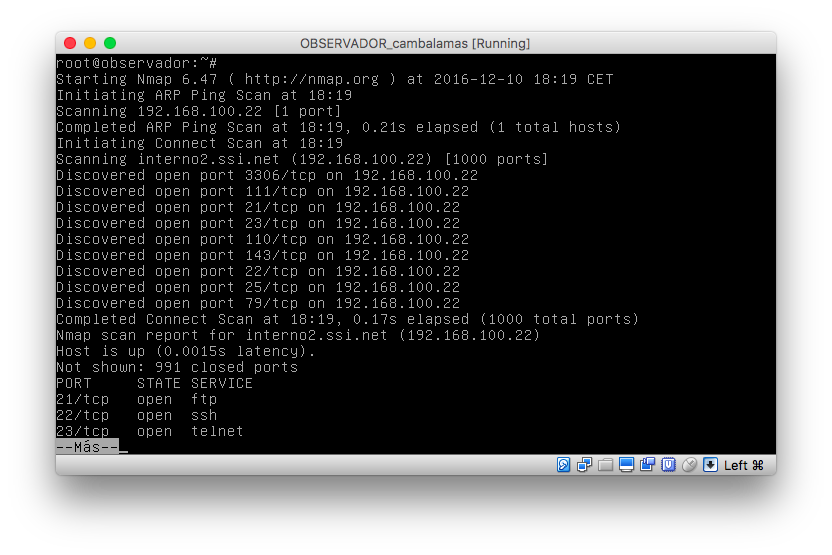 OBSERVADOR_cambalamas [Running]
root@observador:~#
Starting Nmap 6.47 ( http://nmap.org ) at 2016-12-10 18:19 CET
Initiating ARP Ping Scan at 18:19
Scanning 192.168.100.22 [1 port]
Completed ARP Ping Scan at 18:19, 0.21s elapsed (1 total hosts)
Initiating Connect Scan at 18:19
Scanning interno2.ssi.net (192.168.100.22) [1000 ports]
Discovered open port 3306/tcp on 192.168.100.22
Discovered open port 111/tcp on 192.168.100.22
Discovered open port 21/tcp on 192.168.100.22
Discovered open port 23/tcp on 192.168.100.22
Discovered open port 110/tcp on 192.168.100.22
Discovered open port 143/tcp on 192.168.100.22
Discovered open port 22/tcp on 192.168.100.22
Discovered open port 25/tcp on 192.168.100.22
Discovered open port 79/tcp on 192.168.100.22
Completed Connect Scan at 18:19, 0.17s elapsed (1000 total ports)
Nmap scan report for interno2.ssi.net (192.168.100.22)
Host is up (0.0015s latency).
Not shown: 991 closed ports
PORT     STATE SERVICE
21/tcp   open  ftp
22/tcp   open  ssh
23/tcp   open  telnet
--Más--_
Left ⌘